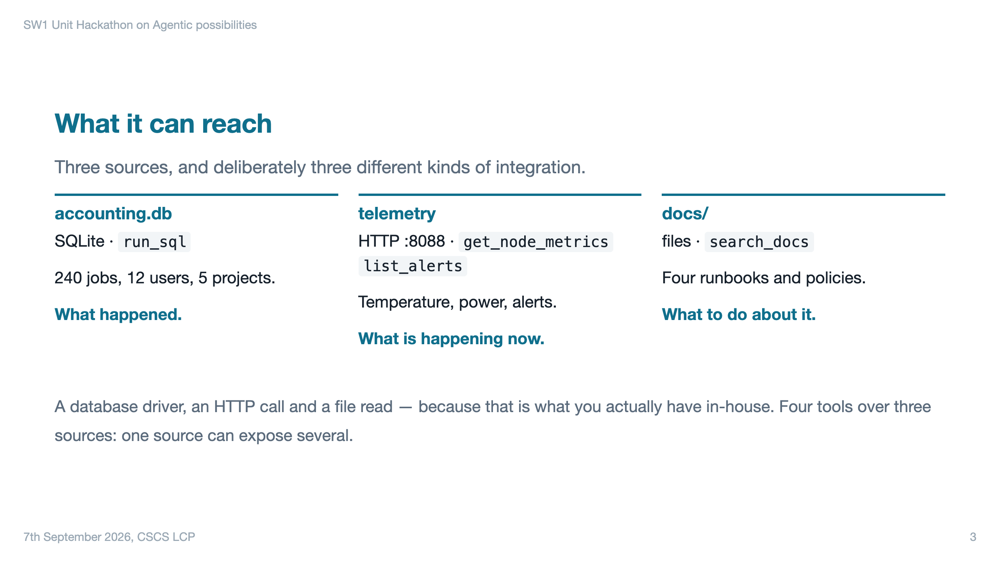 SW1 Unit Hackathon on Agentic possibilities
What it can reach
Three sources, and deliberately three different kinds of integration.
accounting.db
SQLite · run_sql
240 jobs, 12 users, 5 projects.
What happened.
telemetry
HTTP :8088 · get_node_metrics
list_alerts
Temperature, power, alerts.
What is happening now.
docs/
files · search_docs
Four runbooks and policies.
What to do about it.
A database driver, an HTTP call and a file read — because that is what you actually have in-house. Four tools over three
sources: one source can expose several.
7th September 2026, CSCS LCP
3